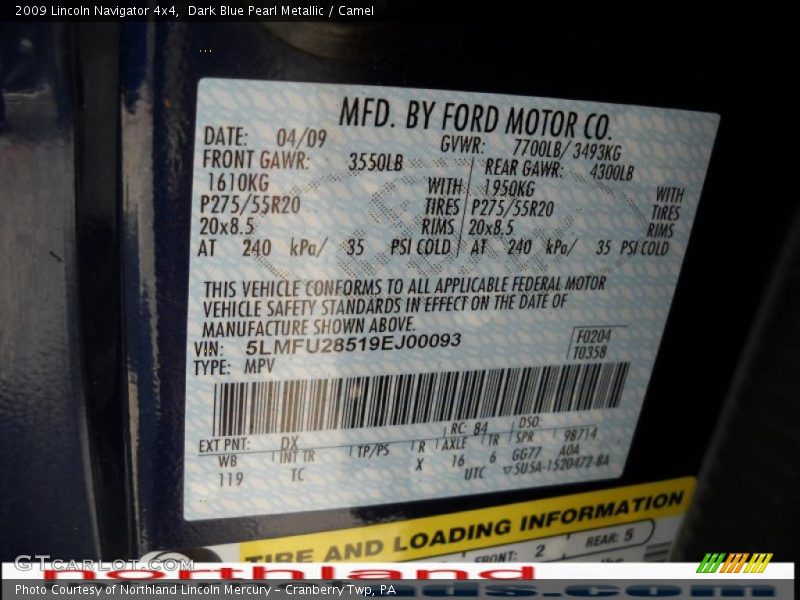 2009 Lincoln Navigator 4x4, Dark Blue Pearl Metallic / Camel
MFD. BY FORD MOTOR CO.
DATE: 04/09 GVWR: 7700LB/ 3493KG
FRONT GAWR: 3550LB REAR GAWR: 4300LB
1610KG WITH 1950KG WITH
P275/55R20 TIRES P275/55R20 TIRES
20x8.5 RIMS 20x8.5 RIMS
AT 240 kPa/ 35 PSI COLD AT 240 kPa/ 35 PSI COLD
THIS VEHICLE CONFORMS TO ALL APPLICABLE FEDERAL MOTOR
VEHICLE SAFETY STANDARDS IN EFFECT ON THE DATE OF
MANUFACTURE SHOWN ABOVE.
VIN: 5LMFU28519EJ00093 F0204
TYPE: MPV T0358
EXT PNT: DX RC: 84 DSO:
WB INT TR TP/PS R AXLE TR SPR 98714
119 TC X 16 6 GG77 A0A
UTC ▽5U5A-1520472-BA
TIRE AND LOADING INFORMATION
FRONT: 2 REAR: 5
GTCarLot.com
northland
Photo Courtesy of Northland Lincoln Mercury - Cranberry Twp, PA